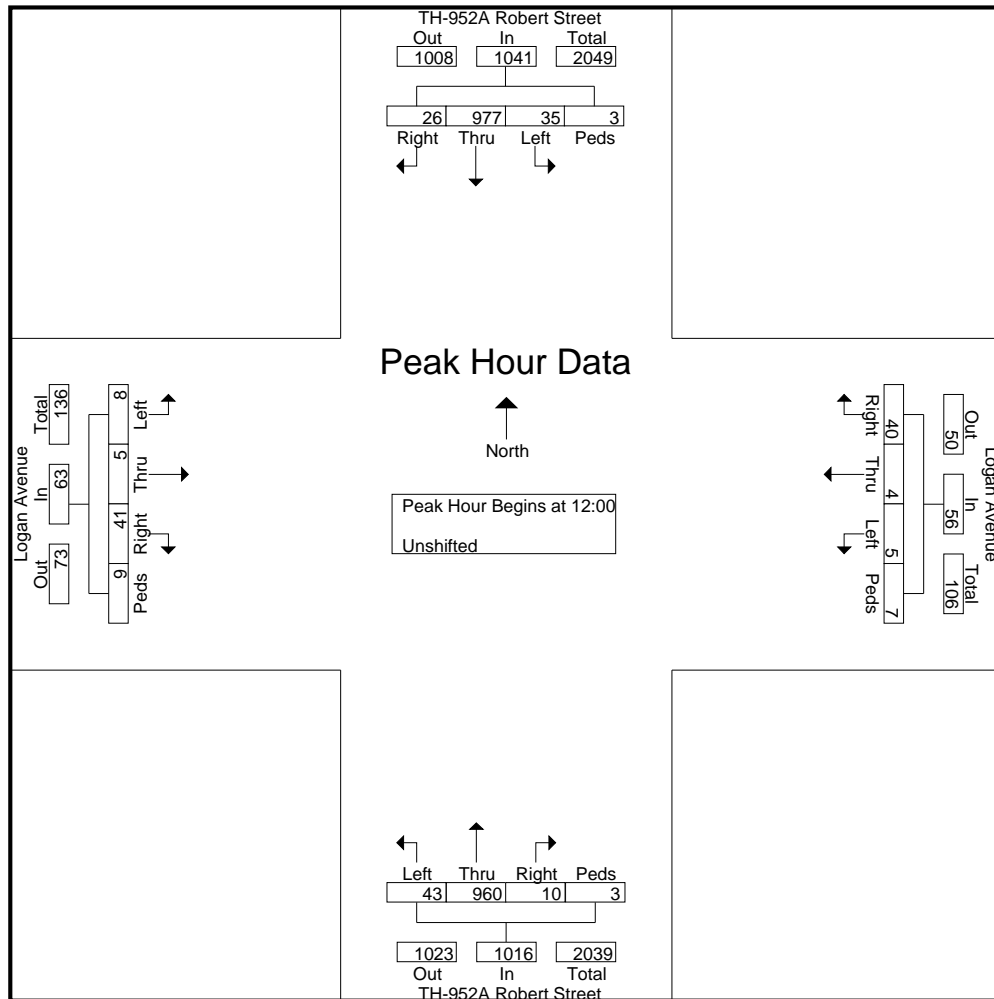 TH-952A Robert Street
Out In Total
1008 1041 2049
26 977 35 3
Right Thru Left Peds
Peak Hour Data
North
Peak Hour Begins at 12:00
Unshifted
Logan Avenue
Total In Out
136 63 73
8 5 41 9
Left Thru Right Peds
Right Thru Left Peds
40 4 5 7
50 56 106
Out In Total
Logan Avenue
Left Thru Right Peds
43 960 10 3
1023 1016 2039
Out In Total
TH-952A Robert Street